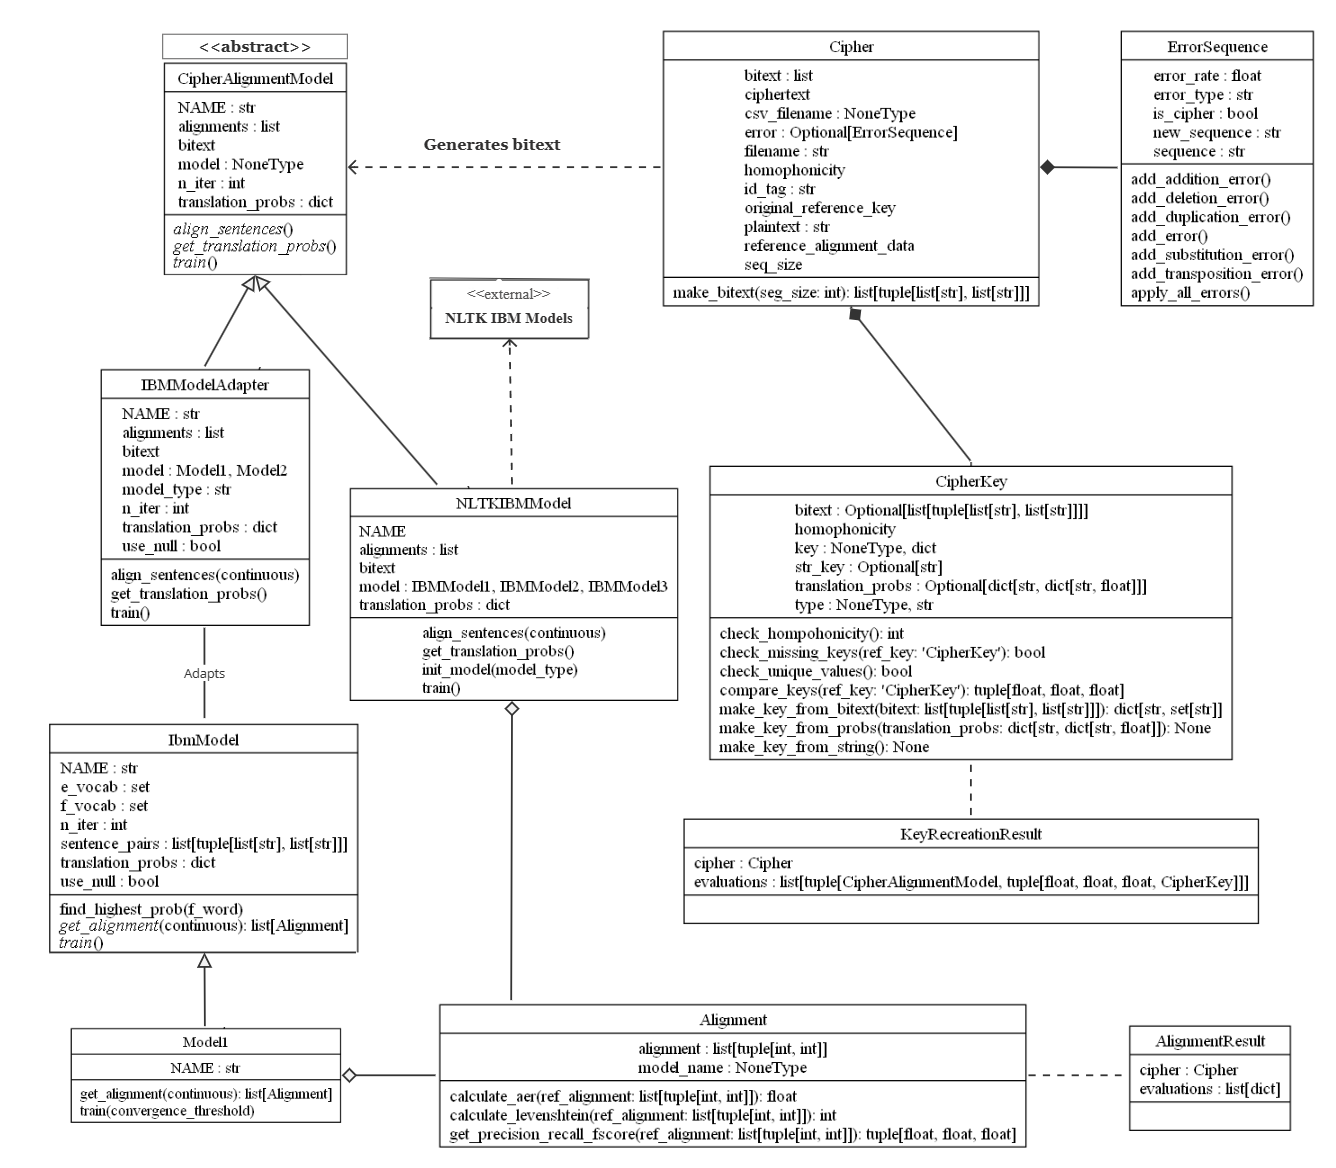 <<abstract>>
CipherAlignmentModel
NAME : str
alignments : list
bitext
model : NoneType
n_iter : int
translation_probs : dict
align_sentences()
get_translation_probs()
train()
Generates bitext
Cipher
bitext : list
ciphertext
csv_filename : NoneType
error : Optional[ErrorSequence]
filename : str
homophonicity
id_tag : str
original_reference_key
plaintext : str
reference_alignment_data
seq_size
make_bitext(seg_size: int): list[tuple[list[str], list[str]]]
ErrorSequence
error_rate : float
error_type : str
is_cipher : bool
new_sequence : str
sequence : str
add_addition_error()
add_deletion_error()
add_duplication_error()
add_error()
add_substitution_error()
add_transposition_error()
apply_all_errors()
<<external>>
NLTK IBM Models
IBMModelAdapter
NAME : str
alignments : list
bitext
model : Model1, Model2
model_type : str
n_iter : int
translation_probs : dict
use_null : bool
align_sentences(continuous)
get_translation_probs()
train()
NLTKIBMModel
NAME
alignments : list
bitext
model : IBMModel1, IBMModel2, IBMModel3
translation_probs : dict
align_sentences(continuous)
get_translation_probs()
init_model(model_type)
train()
CipherKey
bitext : Optional[list[tuple[list[str], list[str]]]]
homophonicity
key : NoneType, dict
str_key : Optional[str]
translation_probs : Optional[dict[str, dict[str, float]]]
type : NoneType, str
check_hompohonicity(): int
check_missing_keys(ref_key: 'CipherKey'): bool
check_unique_values(): bool
compare_keys(ref_key: 'CipherKey'): tuple[float, float, float]
make_key_from_bitext(bitext: list[tuple[list[str], list[str]]]): dict[str, set[str]]
make_key_from_probs(translation_probs: dict[str, dict[str, float]]): None
make_key_from_string(): None
Adapts
IbmModel
NAME : str
e_vocab : set
f_vocab : set
n_iter : int
sentence_pairs : list[tuple[list[str], list[str]]]
translation_probs : dict
use_null : bool
find_highest_prob(f_word)
get_alignment(continuous): list[Alignment]
train()
KeyRecreationResult
cipher : Cipher
evaluations : list[tuple[CipherAlignmentModel, tuple[float, float, float, CipherKey]]]
Model1
NAME : str
get_alignment(continuous): list[Alignment]
train(convergence_threshold)
Alignment
alignment : list[tuple[int, int]]
model_name : NoneType
calculate_aer(ref_alignment: list[tuple[int, int]]): float
calculate_levenshtein(ref_alignment: list[tuple[int, int]]): int
get_precision_recall_fscore(ref_alignment: list[tuple[int, int]]): tuple[float, float, float]
AlignmentResult
cipher : Cipher
evaluations : list[dict]